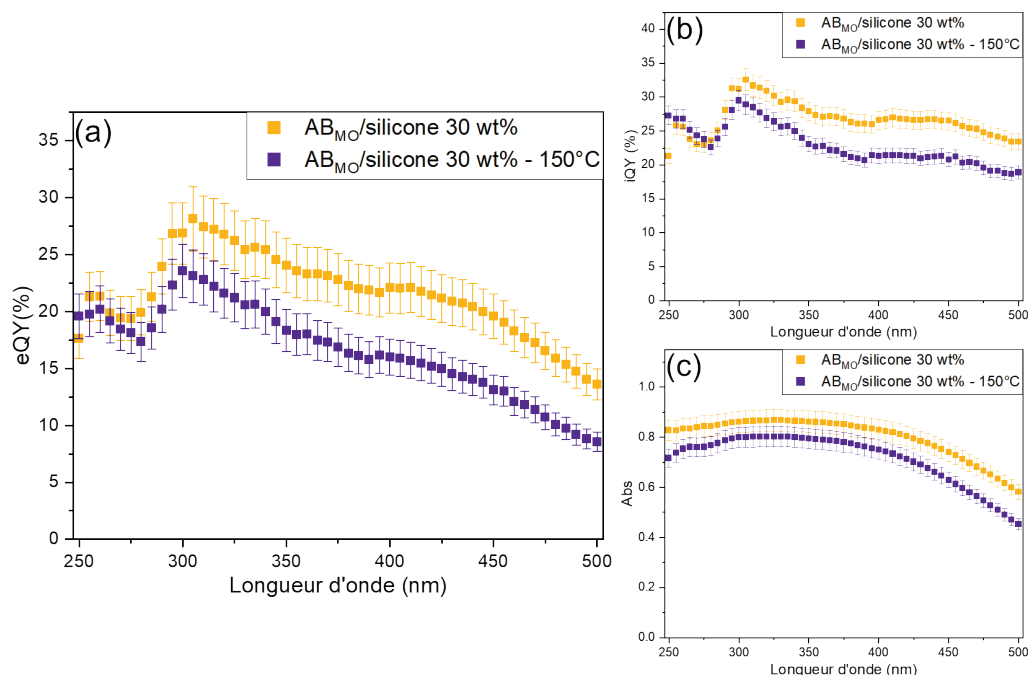 (a)
AB_MO/silicone 30 wt%
AB_MO/silicone 30 wt% - 150°C
eQY(%)
35
30
25
20
15
10
5
0
250 300 350 400 450 500
Longueur d'onde (nm)
(b)
AB_MO/silicone 30 wt%
AB_MO/silicone 30 wt% - 150°C
iQY (%)
40
35
30
25
20
15
10
5
0
250 300 350 400 450 500
Longueur d'onde (nm)
(c)
AB_MO/silicone 30 wt%
AB_MO/silicone 30 wt% - 150°C
Abs
1.0
0.8
0.6
0.4
0.2
0.0
250 300 350 400 450 500
Longueur d'onde (nm)